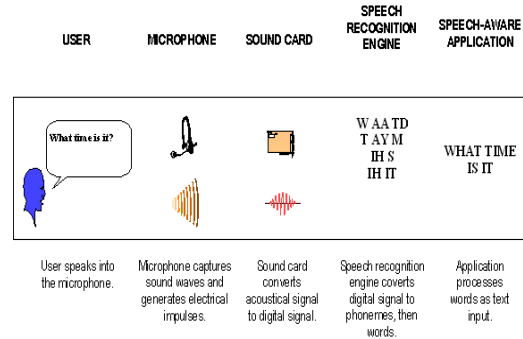 USER
MICROPHONE
SOUND CARD
SPEECH
RECOGNITION
ENGINE
SPEECH-AWARE
APPLICATION
What time is it?
W AA TD
T AY M
IH S
IH IT
WHAT TIME
IS IT
User speaks into
the microphone.
Microphone captures
sound waves and
generates electrical
impulses.
Sound card
converts
acoustical signal
to digital signal.
Speech recognition
engine coverts
digital signal to
phonemes, then
words.
Application
processes
words as text
input.